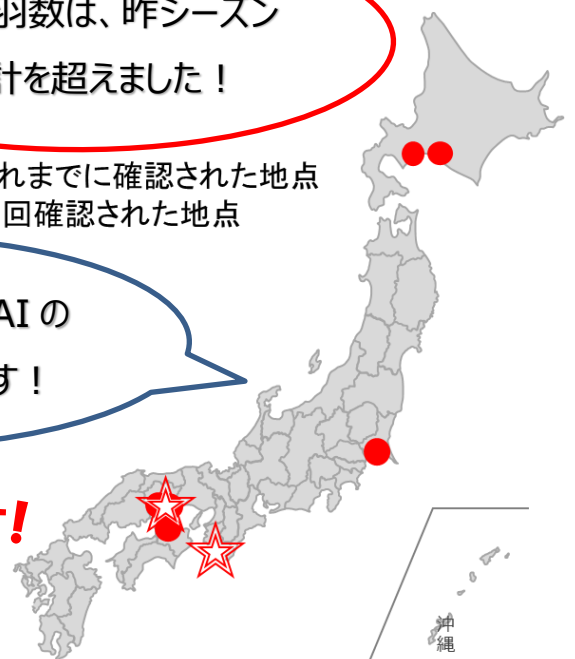 羽数は、昨シーズン
計を超えました！
れまでに確認された地点
回確認された地点
AI の
す！
!
沖
縄